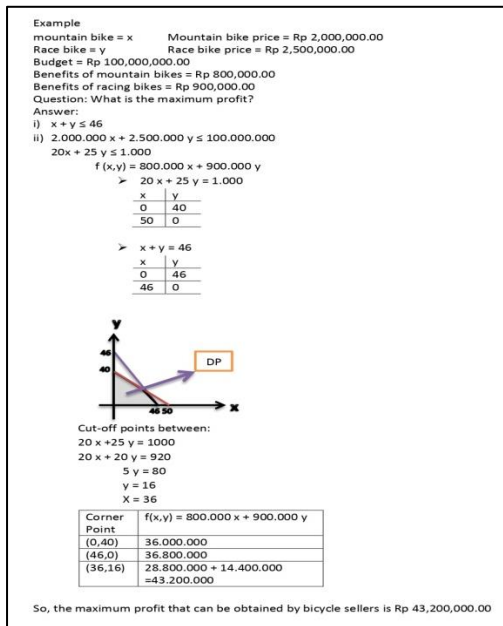 Example
mountain bike = x Mountain bike price = Rp 2,000,000.00
Race bike = y Race bike price = Rp 2,500,000.00
Budget = Rp 100,000,000.00
Benefits of mountain bikes = Rp 800,000.00
Benefits of racing bikes = Rp 900,000.00
Question: What is the maximum profit?
Answer:
i) x + y ≤ 46
ii) 2.000.000 x + 2.500.000 y ≤ 100.000.000
20x + 25 y ≤ 1.000
f (x,y) = 800.000 x + 900.000 y
➢ 20 x + 25 y = 1.000
x y
0 40
50 0
➢ x + y = 46
x y
0 46
46 0
y
46
40
DP
46 50
x
Cut-off points between:
20 x +25 y = 1000
20 x + 20 y = 920
5 y = 80
y = 16
X = 36
Corner Point f(x,y) = 800.000 x + 900.000 y
(0,40) 36.000.000
(46,0) 36.800.000
(36,16) 28.800.000 + 14.400.000
=43.200.000
So, the maximum profit that can be obtained by bicycle sellers is Rp 43,200,000.00